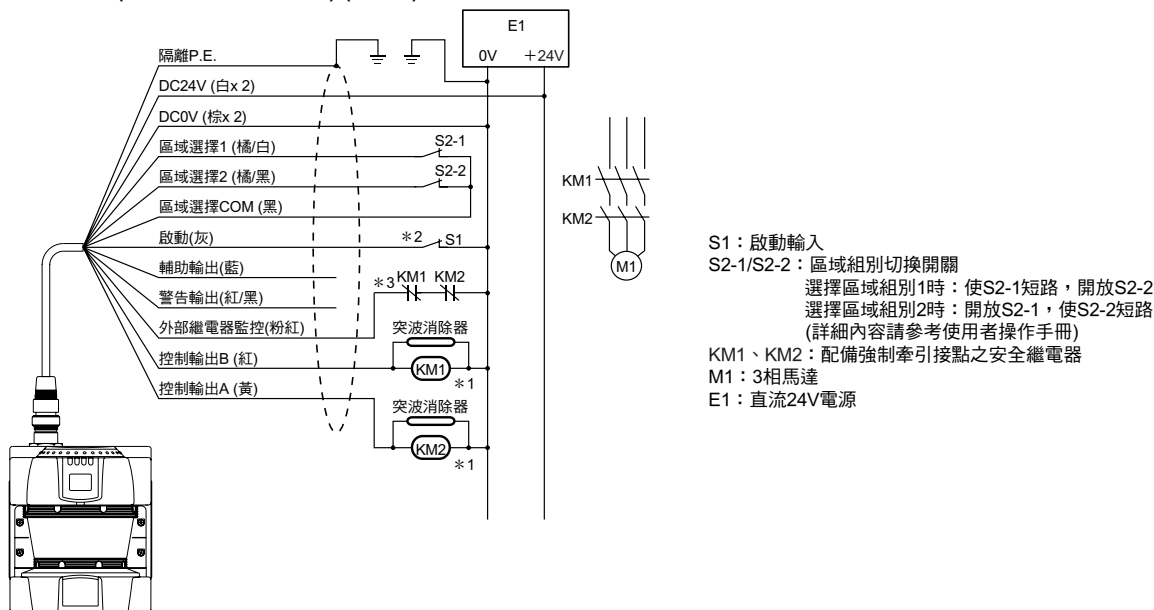 E1
0V
+24V
隔離P.E.
DC24V (白x 2)
DC0V (棕x 2)
區域選擇1 (橘/白)
S2-1
區域選擇2 (橘/黑)
S2-2
區域選擇COM (黑)
啟動(灰)
*2
S1
輔助輸出(藍)
警告輸出(紅/黑)
*3
KM1
KM2
外部繼電器監控(粉紅)
突波消除器
控制輸出B (紅)
KM1
*1
控制輸出A (黃)
突波消除器
KM2
*1
KM1
KM2
M1
S1：啟動輸入
S2-1/S2-2：區域組別切換開關
選擇區域組別1時：使S2-1短路，開放S2-2
選擇區域組別2時：開放S2-1，使S2-2短路
(詳細內容請參考使用者操作手冊)
KM1、KM2：配備強制牽引接點之安全繼電器
M1：3相馬達
E1：直流24V電源